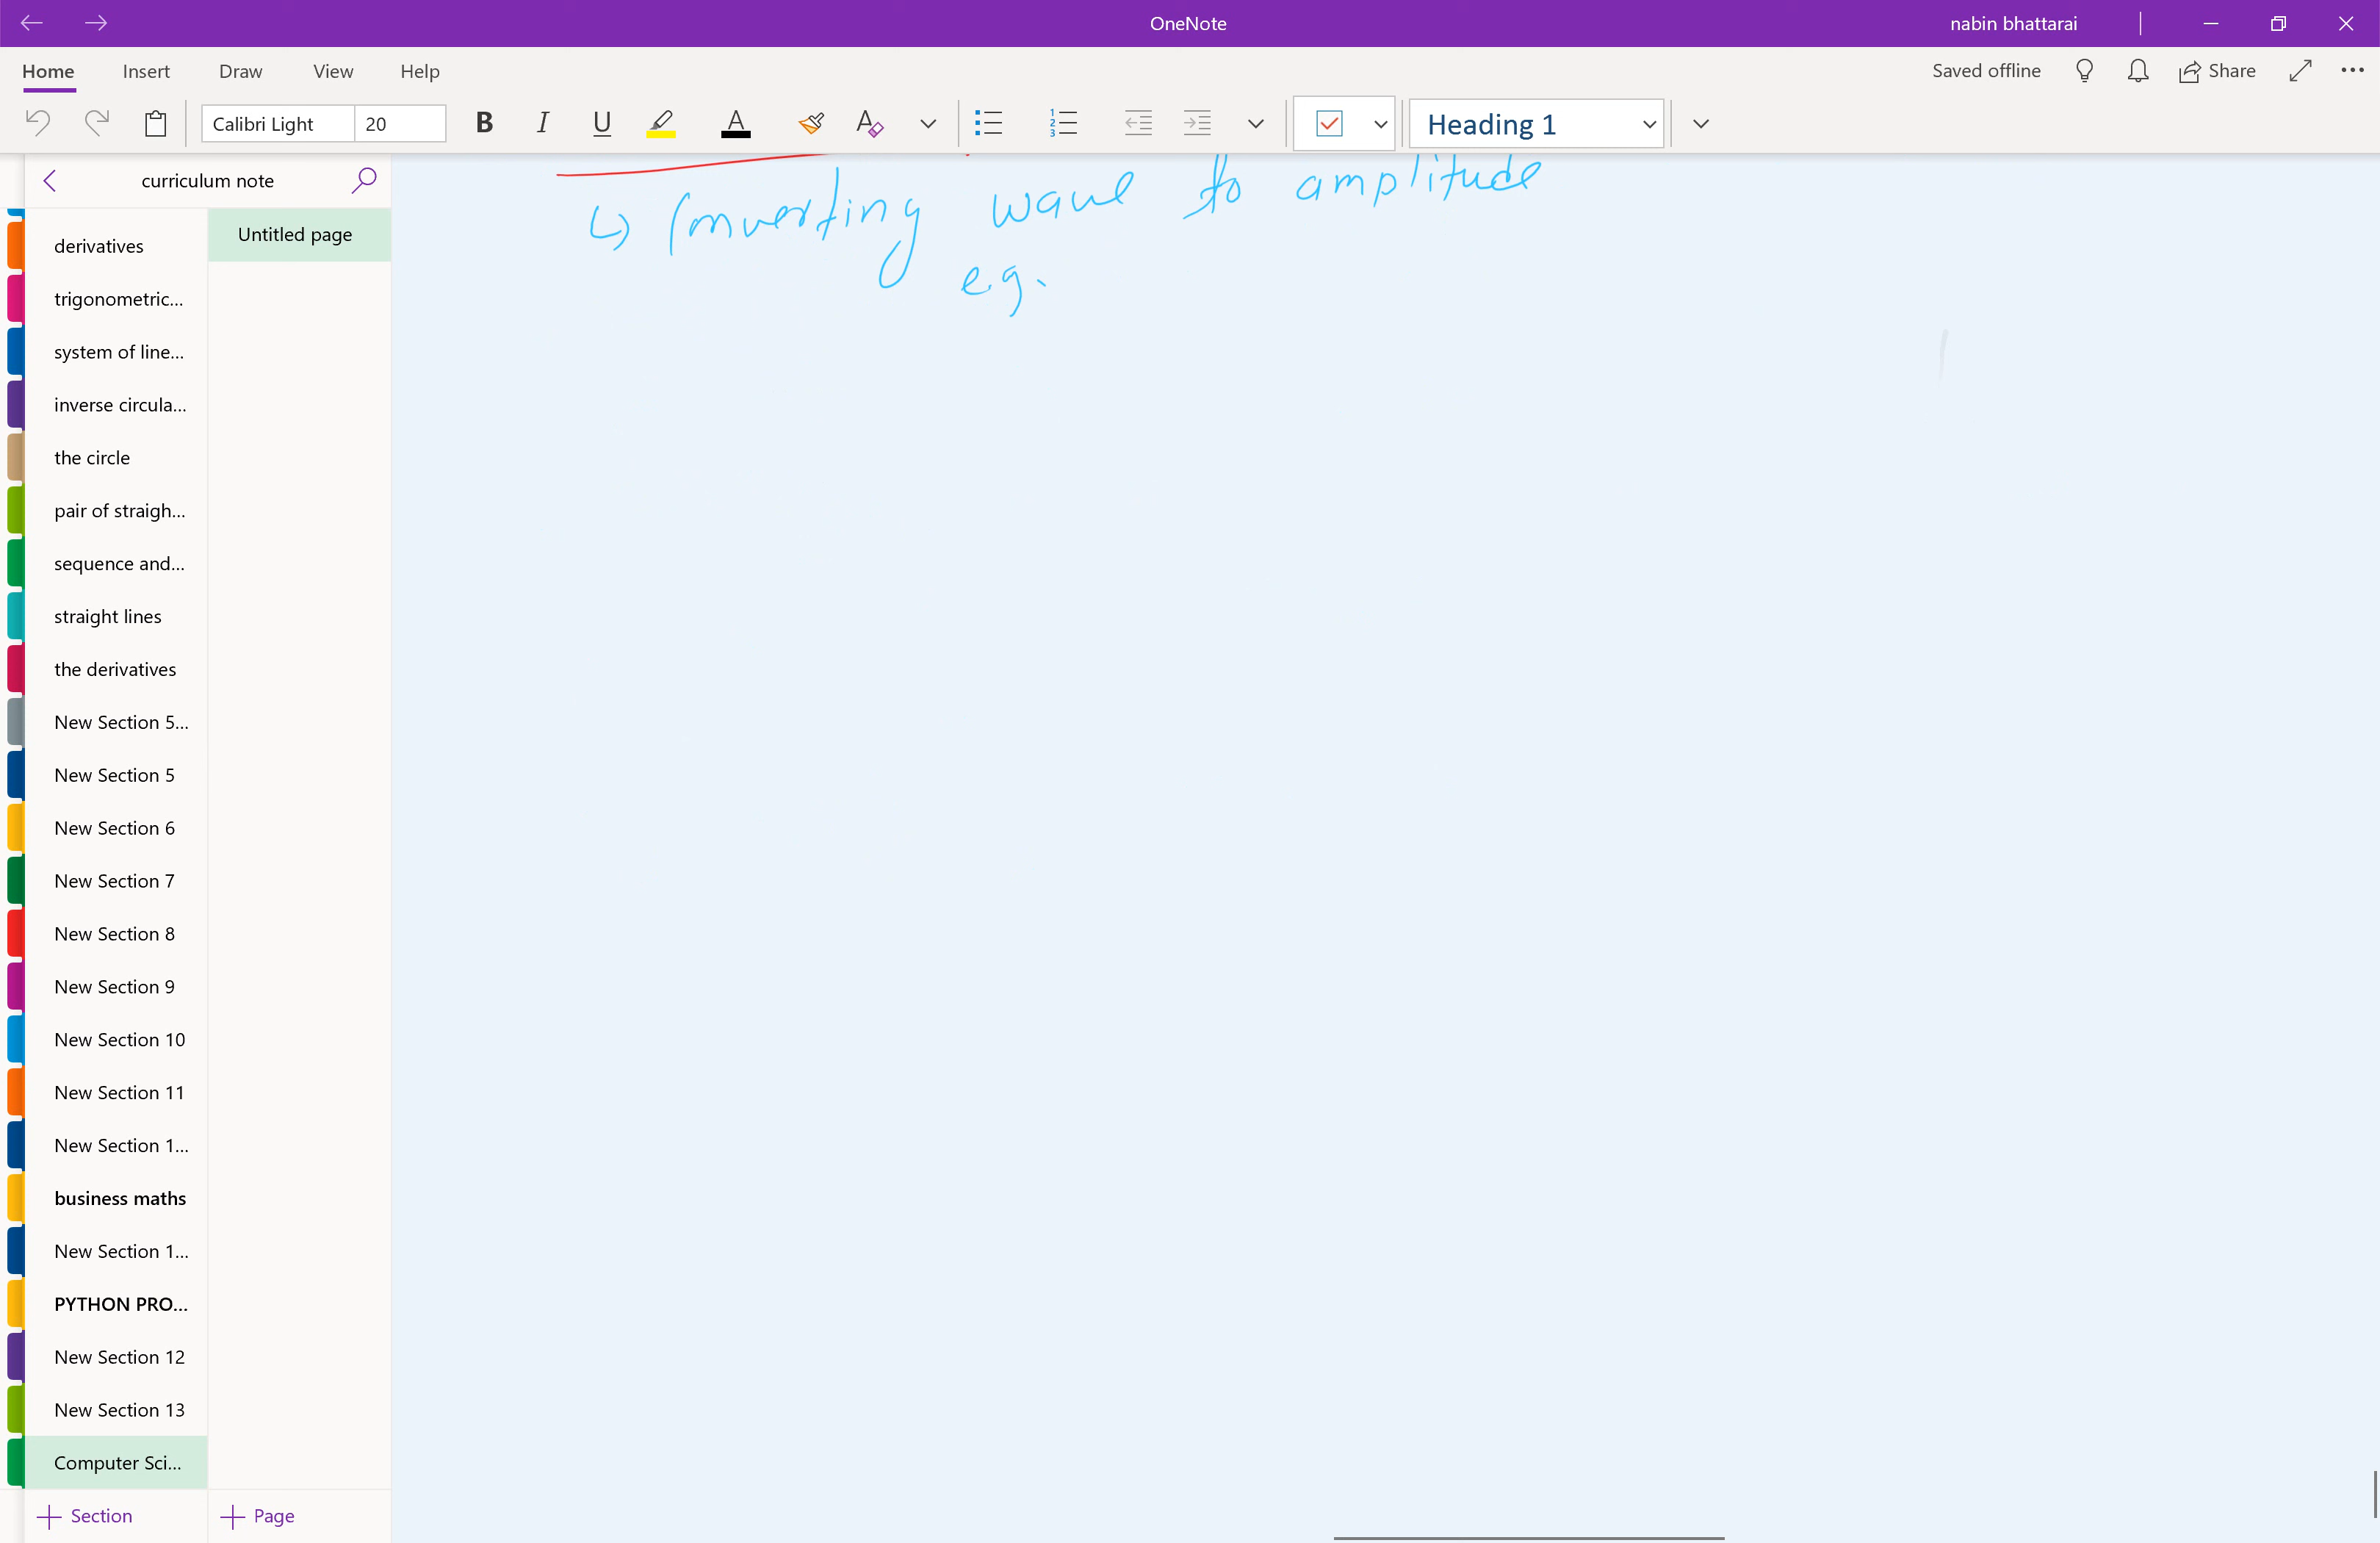 OneNote
nabin bhattarai
Home Insert Draw View Help
Saved offline
Share
Calibri Light 20
B I U A A
Heading 1
curriculum note
Untitled page
derivatives
trigonometric...
system of line...
inverse circula...
the circle
pair of straigh...
sequence and...
straight lines
the derivatives
New Section 5...
New Section 5
New Section 6
New Section 7
New Section 8
New Section 9
New Section 10
New Section 11
New Section 1...
business maths
New Section 1...
PYTHON PRO...
New Section 12
New Section 13
Computer Sci...
Section
Page
Converting wave to amplitude
e.g.